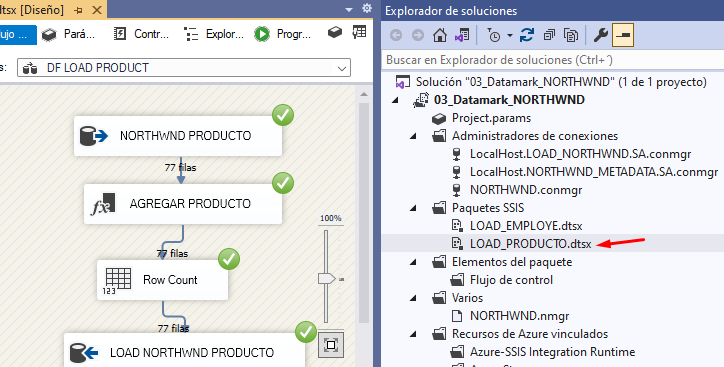 dtsx [Diseño]
Flujo ...
Pará...
Contr...
Explor...
Progr...
s:
DF LOAD PRODUCT
NORTHWND PRODUCTO
77 filas
AGREGAR PRODUCTO
77 filas
100%
123
Row Count
77 filas
LOAD NORTHWND PRODUCTO
Explorador de soluciones
Buscar en Explorador de soluciones (Ctrl+´)
Solución "03_Datamark_NORTHWND" (1 de 1 proyecto)
03_Datamark_NORTHWND
Project.params
Administradores de conexiones
LocalHost.LOAD_NORTHWND.SA.conmgr
LocalHost.NORTHWND_METADATA.SA.conmgr
NORTHWND.conmgr
Paquetes SSIS
LOAD_EMPLOYE.dtsx
LOAD_PRODUCTO.dtsx
Elementos del paquete
Flujo de control
Varios
NORTHWND.nmgr
Recursos de Azure vinculados
Azure-SSIS Integration Runtime